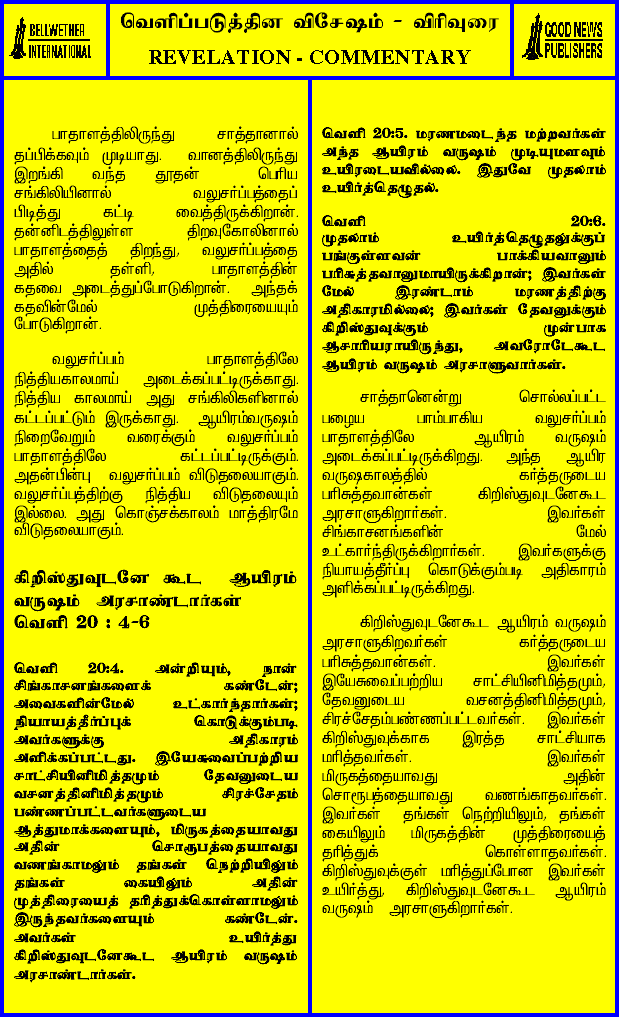 BELLWETHER
INTERNATIONAL
வெளிப்படுத்தின விசேஷம் - விரிவுரை
REVELATION - COMMENTARY
GOOD NEWS
PUBLISHERS
பாதாளத்திலிருந்து சாத்தானால்
தப்பிக்கவும் முடியாது. வானத்திலிருந்து
இறங்கி வந்த தூதன் பெரிய
சங்கிலியினால் வலுசர்ப்பத்தைப்
பிடித்து கட்டி வைத்திருக்கிறான்.
தன்னிடத்திலுள்ள திறவுகோலினால்
பாதாளத்தைத் திறந்து, வலுசர்ப்பத்தை
அதில் தள்ளி, பாதாளத்தின்
கதவை அடைத்துப்போடுகிறான். அந்தக்
கதவின்மேல் முத்திரையையும்
போடுகிறான்.
வலுசர்ப்பம் பாதாளத்திலே
நித்தியகாலமாய் அடைக்கப்பட்டிருக்காது.
நித்திய காலமாய் அது சங்கிலிகளினால்
கட்டப்பட்டும் இருக்காது. ஆயிரம்வருஷம்
நிறைவேறும் வரைக்கும் வலுசர்ப்பம்
பாதாளத்திலே கட்டப்பட்டிருக்கும்.
அதன்பின்பு வலுசர்ப்பம் விடுதலையாகும்.
வலுசர்ப்பத்திற்கு நித்திய விடுதலையும்
இல்லை. அது கொஞ்சக்காலம் மாத்திரமே
விடுதலையாகும்.
கிறிஸ்துவுடனே கூட ஆயிரம்
வருஷம் அரசாண்டார்கள்
வெளி 20 : 4-6
வெளி 20:4. அன்றியும், நான்
சிங்காசனங்களைக் கண்டேன்;
அவைகளின்மேல் உட்கார்ந்தார்கள்;
நியாயத்தீர்ப்புக் கொடுக்கும்படி
அவர்களுக்கு அதிகாரம்
அளிக்கப்பட்டது. இயேசுவைப்பற்றிய
சாட்சியினிமித்தமும் தேவனுடைய
வசனத்தினிமித்தமும் சிரச்சேதம்
பண்ணப்பட்டவர்களுடைய
ஆத்துமாக்களையும், மிருகத்தையாவது
அதின் சொரூபத்தையாவது
வணங்காமலும் தங்கள் நெற்றியிலும்
தங்கள் கையிலும் அதின்
முத்திரையைத் தரித்துக்கொள்ளாமலும்
இருந்தவர்களையும் கண்டேன்.
அவர்கள் உயிர்த்து
கிறிஸ்துவுடனேகூட ஆயிரம் வருஷம்
அரசாண்டார்கள்.
வெளி 20:5. மரணமடைந்த மற்றவர்கள்
அந்த ஆயிரம் வருஷம் முடியுமளவும்
உயிரடையவில்லை. இதுவே முதலாம்
உயிர்த்தெழுதல்.
வெளி 20:6.
முதலாம் உயிர்த்தெழுதலுக்குப்
பங்குள்ளவன் பாக்கியவானும்
பரிசுத்தவானுமாயிருக்கிறான்; இவர்கள்
மேல் இரண்டாம் மரணத்திற்கு
அதிகாரமில்லை; இவர்கள் தேவனுக்கும்
கிறிஸ்துவுக்கும் முன்பாக
ஆசாரியராயிருந்து, அவரோடேகூட
ஆயிரம் வருஷம் அரசாளுவார்கள்.
சாத்தானென்று சொல்லப்பட்ட
பழைய பாம்பாகிய வலுசர்ப்பம்
பாதாளத்திலே ஆயிரம் வருஷம்
அடைக்கப்பட்டிருக்கிறது. அந்த ஆயிர
வருஷகாலத்தில் கர்த்தருடைய
பரிசுத்தவான்கள் கிறிஸ்துவுடனேகூட
அரசாளுகிறார்கள். இவர்கள்
சிங்காசனங்களின் மேல்
உட்கார்ந்திருக்கிறார்கள். இவர்களுக்கு
நியாயத்தீர்ப்பு கொடுக்கும்படி அதிகாரம்
அளிக்கப்பட்டிருக்கிறது.
கிறிஸ்துவுடனேகூட ஆயிரம் வருஷம்
அரசாளுகிறவர்கள் கர்த்தருடைய
பரிசுத்தவான்கள். இவர்கள்
இயேசுவைப்பற்றிய சாட்சியினிமித்தமும்,
தேவனுடைய வசனத்தினிமித்தமும்,
சிரச்சேதம்பண்ணப்பட்டவர்கள். இவர்கள்
கிறிஸ்துவுக்காக இரத்த சாட்சியாக
மரித்தவர்கள். இவர்கள்
மிருகத்தையாவது அதின்
சொரூபத்தையாவது வணங்காதவர்கள்.
இவர்கள் தங்கள் நெற்றியிலும், தங்கள்
கையிலும் மிருகத்தின் முத்திரையைத்
தரித்துக் கொள்ளாதவர்கள்.
கிறிஸ்துவுக்குள் மரித்துப்போன இவர்கள்
உயிர்த்து, கிறிஸ்துவுடனேகூட ஆயிரம்
வருஷம் அரசாளுகிறார்கள்.